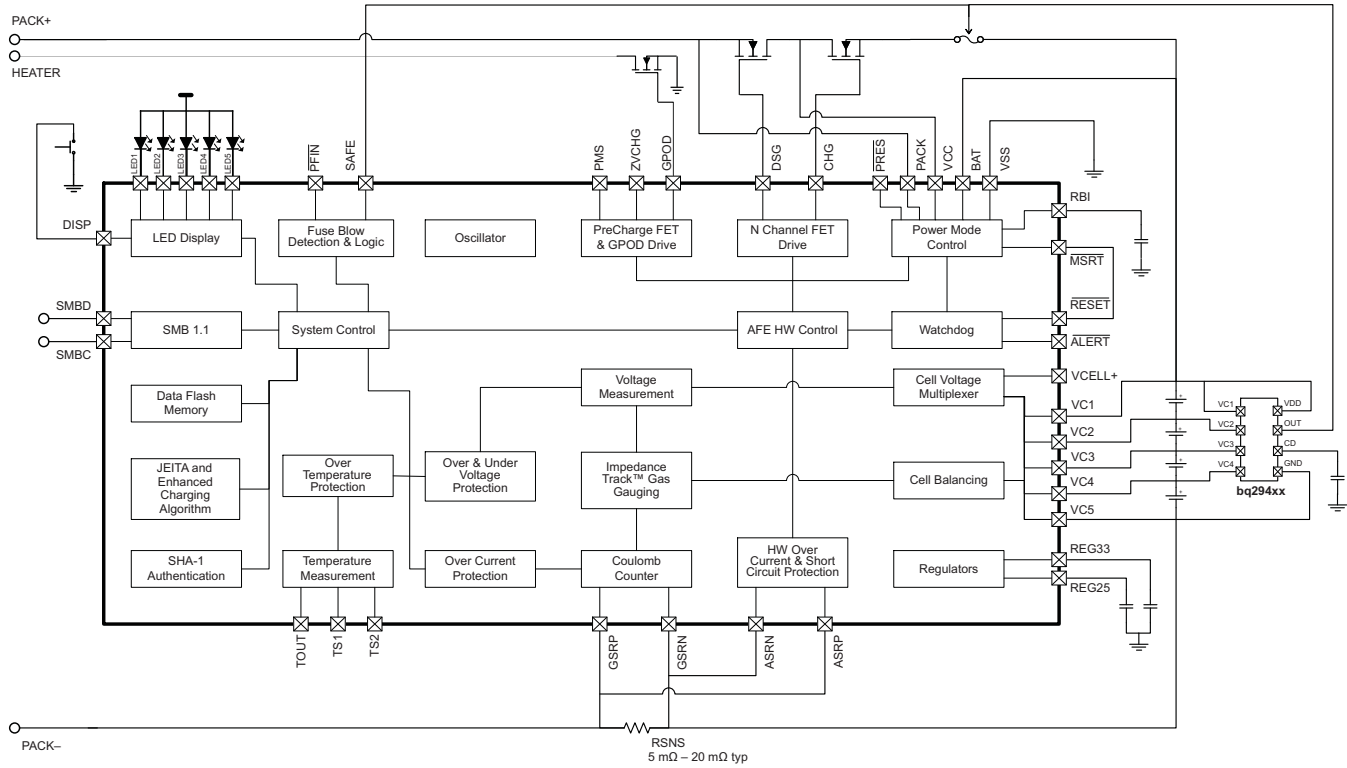 PACK+
HEATER
LED1
LED2
LED3
LED4
LED5
PFIN
SAFE
PMS
ZVCHG
GPOD
DSG
CHG
PRES
PACK
VCC
BAT
VSS
DISP
LED Display
Fuse Blow
Detection & Logic
Oscillator
PreCharge FET
& GPOD Drive
N Channel FET
Drive
Power Mode
Control
RBI
MSRT
SMBD
SMBC
SMB 1.1
System Control
AFE HW Control
Watchdog
RESET
ALERT
Data Flash
Memory
Voltage
Measurement
Cell Voltage
Multiplexer
VCELL+
VC1
VC2
VC3
VC4
VC5
VC1
VC2
VC3
VC4
VDD
OUT
CD
GND
bq294xx
JEITA and
Enhanced
Charging
Algorithm
Over
Temperature
Protection
Over & Under
Voltage
Protection
Impedance
Track™ Gas
Gauging
Cell Balancing
SHA-1
Authentication
Temperature
Measurement
Over Current
Protection
Coulomb
Counter
HW Over
Current & Short
Circuit Protection
Regulators
REG33
REG25
TOUT
TS1
TS2
GSRP
GSRN
ASRN
ASRP
PACK–
RSNS
5 mΩ – 20 mΩ typ